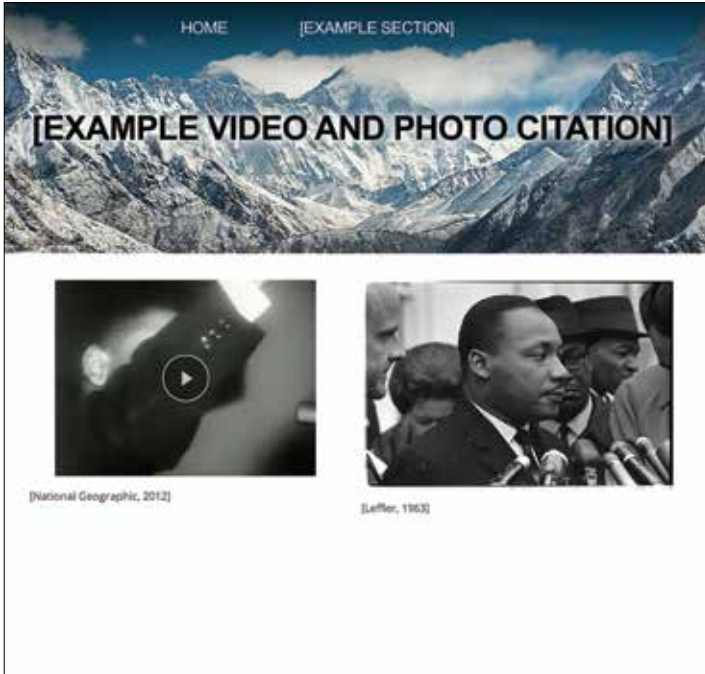 HOME
[EXAMPLE SECTION]
[EXAMPLE VIDEO AND PHOTO CITATION]
[National Geographic, 2012]
[Leffler, 1963]